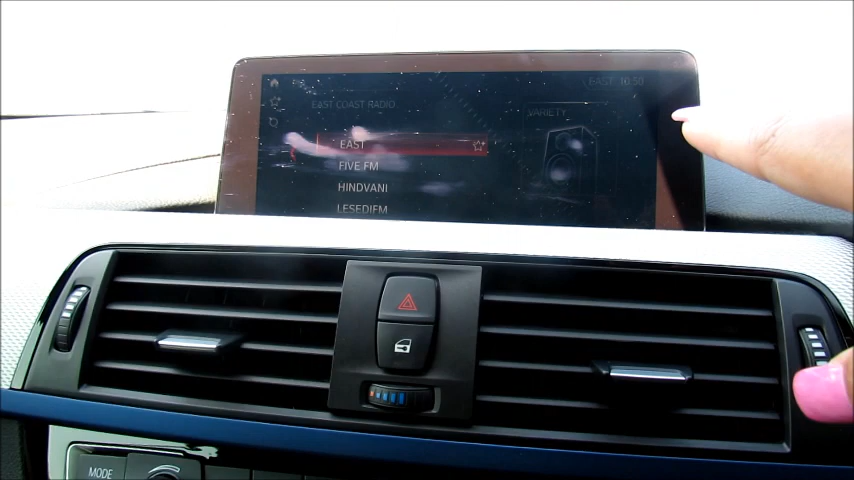 EAST 10:50
EAST COAST RADIO
VARIETY
EAST
FIVE FM
HINDVANI
LESEDIFM
MODE